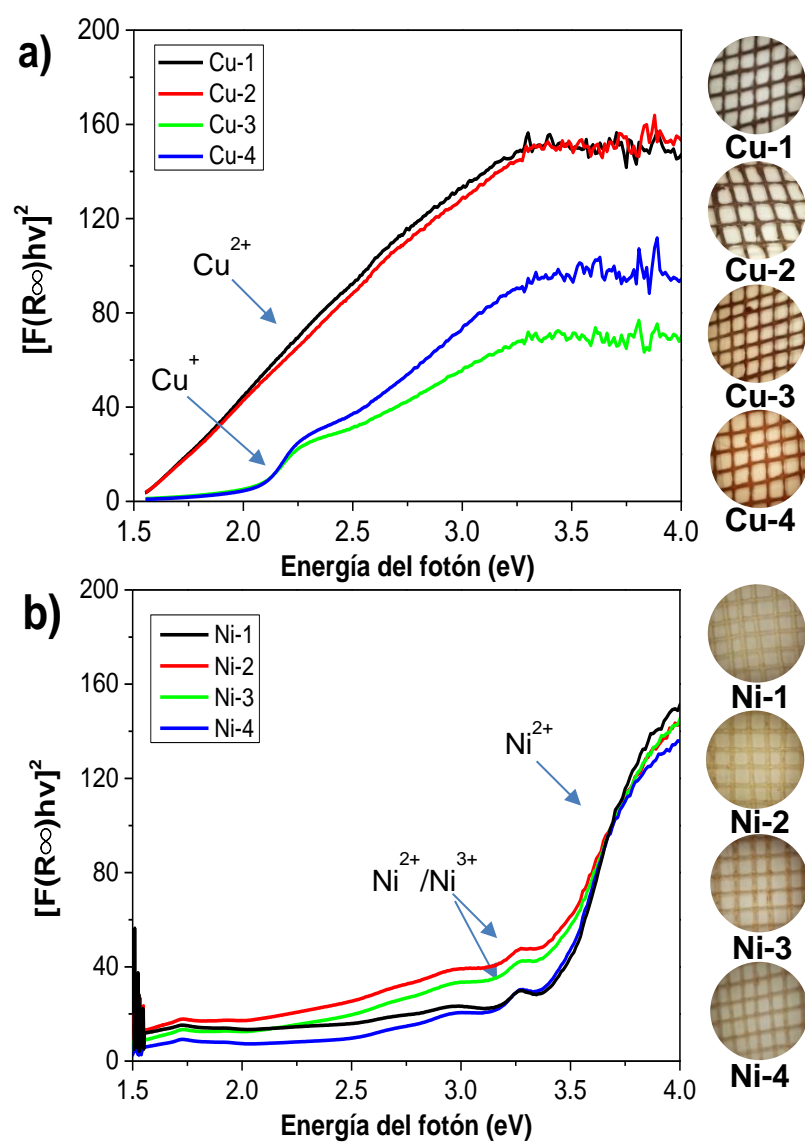 a)
200
160
120
80
40
0
[F(R∞)hv]²
Cu-1
Cu-2
Cu-3
Cu-4
Cu²⁺
Cu⁺
1.5 2.0 2.5 3.0 3.5 4.0
Energía del fotón (eV)
Cu-1
Cu-2
Cu-3
Cu-4
b)
200
160
120
80
40
0
[F(R∞)hv]²
Ni-1
Ni-2
Ni-3
Ni-4
Ni²⁺
Ni²⁺/Ni³⁺
1.5 2.0 2.5 3.0 3.5 4.0
Energía del fotón (eV)
Ni-1
Ni-2
Ni-3
Ni-4